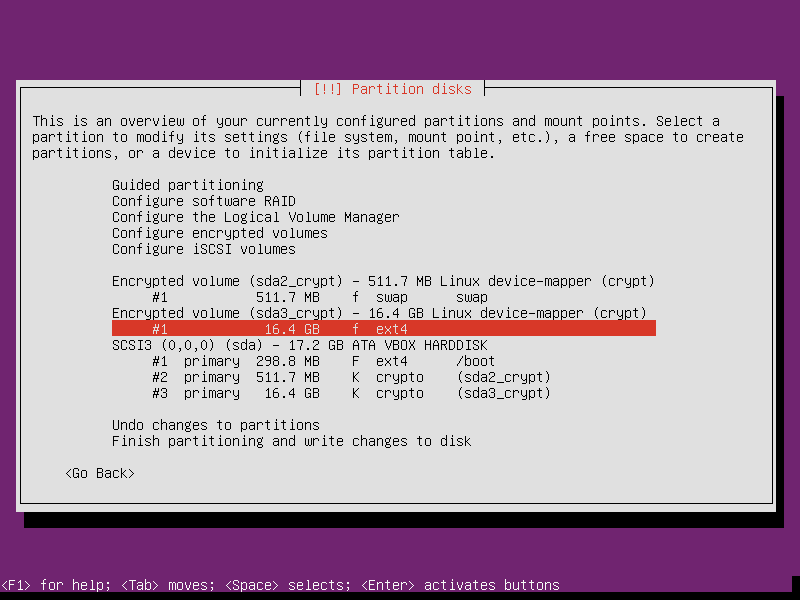 [!!] Partition disks
This is an overview of your currently configured partitions and mount points. Select a
partition to modify its settings (file system, mount point, etc.), a free space to create
partitions, or a device to initialize its partition table.
Guided partitioning
Configure software RAID
Configure the Logical Volume Manager
Configure encrypted volumes
Configure iSCSI volumes
Encrypted volume (sda2_crypt) - 511.7 MB Linux device-mapper (crypt)
#1 511.7 MB f swap swap
Encrypted volume (sda3_crypt) - 16.4 GB Linux device-mapper (crypt)
#1 16.4 GB f ext4
SCSI3 (0,0,0) (sda) - 17.2 GB ATA VBOX HARDDISK
#1 primary 298.8 MB F ext4 /boot
#2 primary 511.7 MB K crypto (sda2_crypt)
#3 primary 16.4 GB K crypto (sda3_crypt)
Undo changes to partitions
Finish partitioning and write changes to disk
<Go Back>
<F1> for help; <Tab> moves; <Space> selects; <Enter> activates buttons